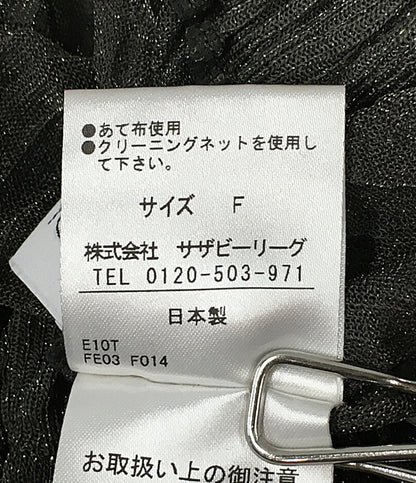 ●あて布使用
●クリーニングネットを使用し
て下さい。
サイズ F
株式会社 サザビーリーグ
TEL 0120-503-971
日本製
E10T
FE03 F014
お取扱い上の御注意